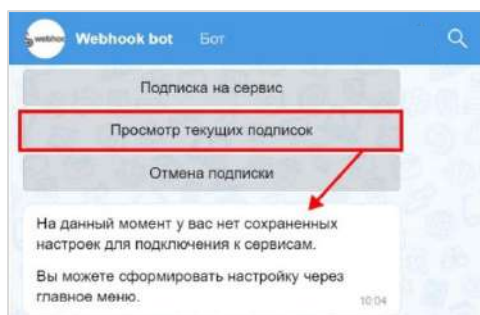 webhoo
Webhook bot Бот
Подписка на сервис
Просмотр текущих подписок
Отмена подписки
На данный момент у вас нет сохраненных
настроек для подключения к сервисам.
Вы можете сформировать настройку через
главное меню.
10:04